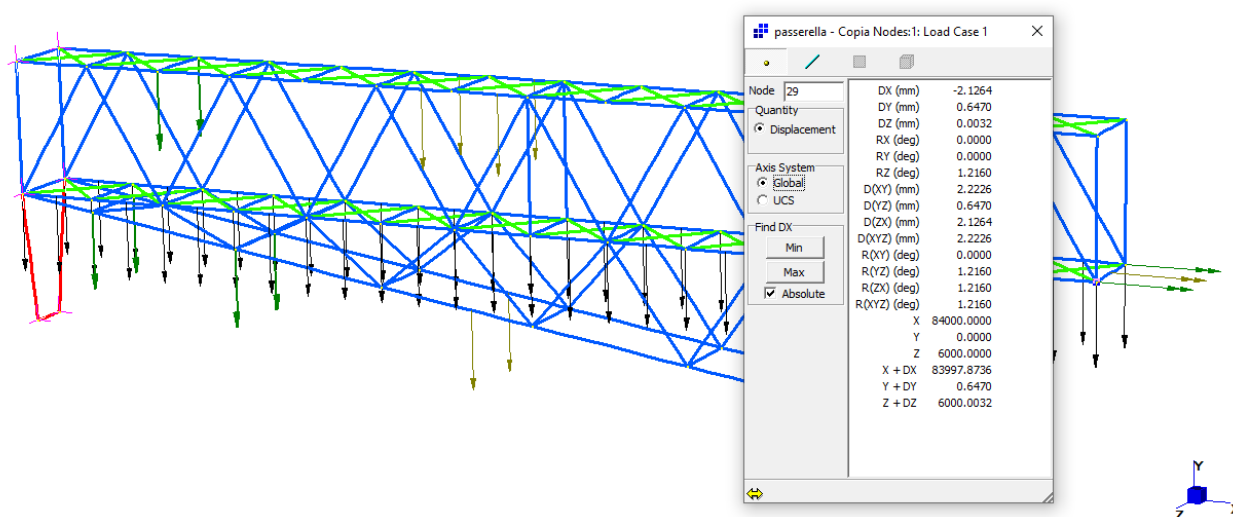 passerella - Copia Nodes:1: Load Case 1
Node 29
Quantity
Displacement
Axis System
Global
UCS
Find DX
Min
Max
Absolute
DX (mm) -2.1264
DY (mm) 0.6470
DZ (mm) 0.0032
RX (deg) 0.0000
RY (deg) 0.0000
RZ (deg) 1.2160
D(XY) (mm) 2.2226
D(YZ) (mm) 0.6470
D(ZX) (mm) 2.1264
D(XYZ) (mm) 2.2226
R(XY) (deg) 0.0000
R(YZ) (deg) 1.2160
R(ZX) (deg) 1.2160
R(XYZ) (deg) 1.2160
X 84000.0000
Y 0.0000
Z 6000.0000
X + DX 83997.8736
Y + DY 0.6470
Z + DZ 6000.0032
Y
Z
X